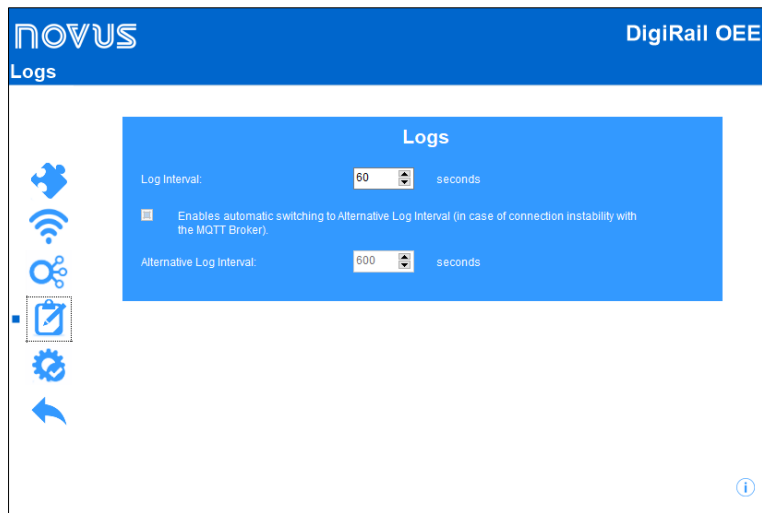 NOVUS
DigiRail OEE
Logs
Logs
Log Interval:
60
seconds
Enables automatic switching to Alternative Log Interval (in case of connection instability with
the MQTT Broker).
Alternative Log Interval:
600
seconds
i